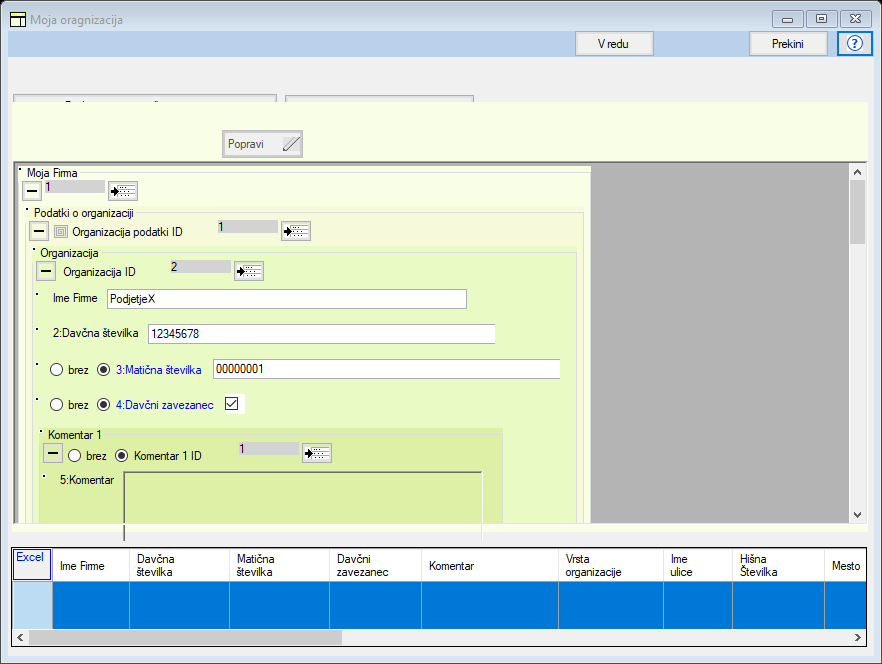 Moja oragnizacija
V redu
Prekini
?
Popravi
Moja Firma
1
Podatki o organizaciji
Organizacija podatki ID
1
Organizacija
Organizacija ID
2
Ime Firme
PodjetjeX
2:Davčna številka
12345678
brez
3:Matična številka
00000001
brez
4:Davčni zavezanec
Komentar 1
brez
Komentar 1 ID
1
5:Komentar
Excel
Ime Firme
Davčna
številka
Matična
številka
Davčni
zavezanec
Komentar
Vrsta
organizacije
Ime
ulice
Hišna
Številka
Mesto